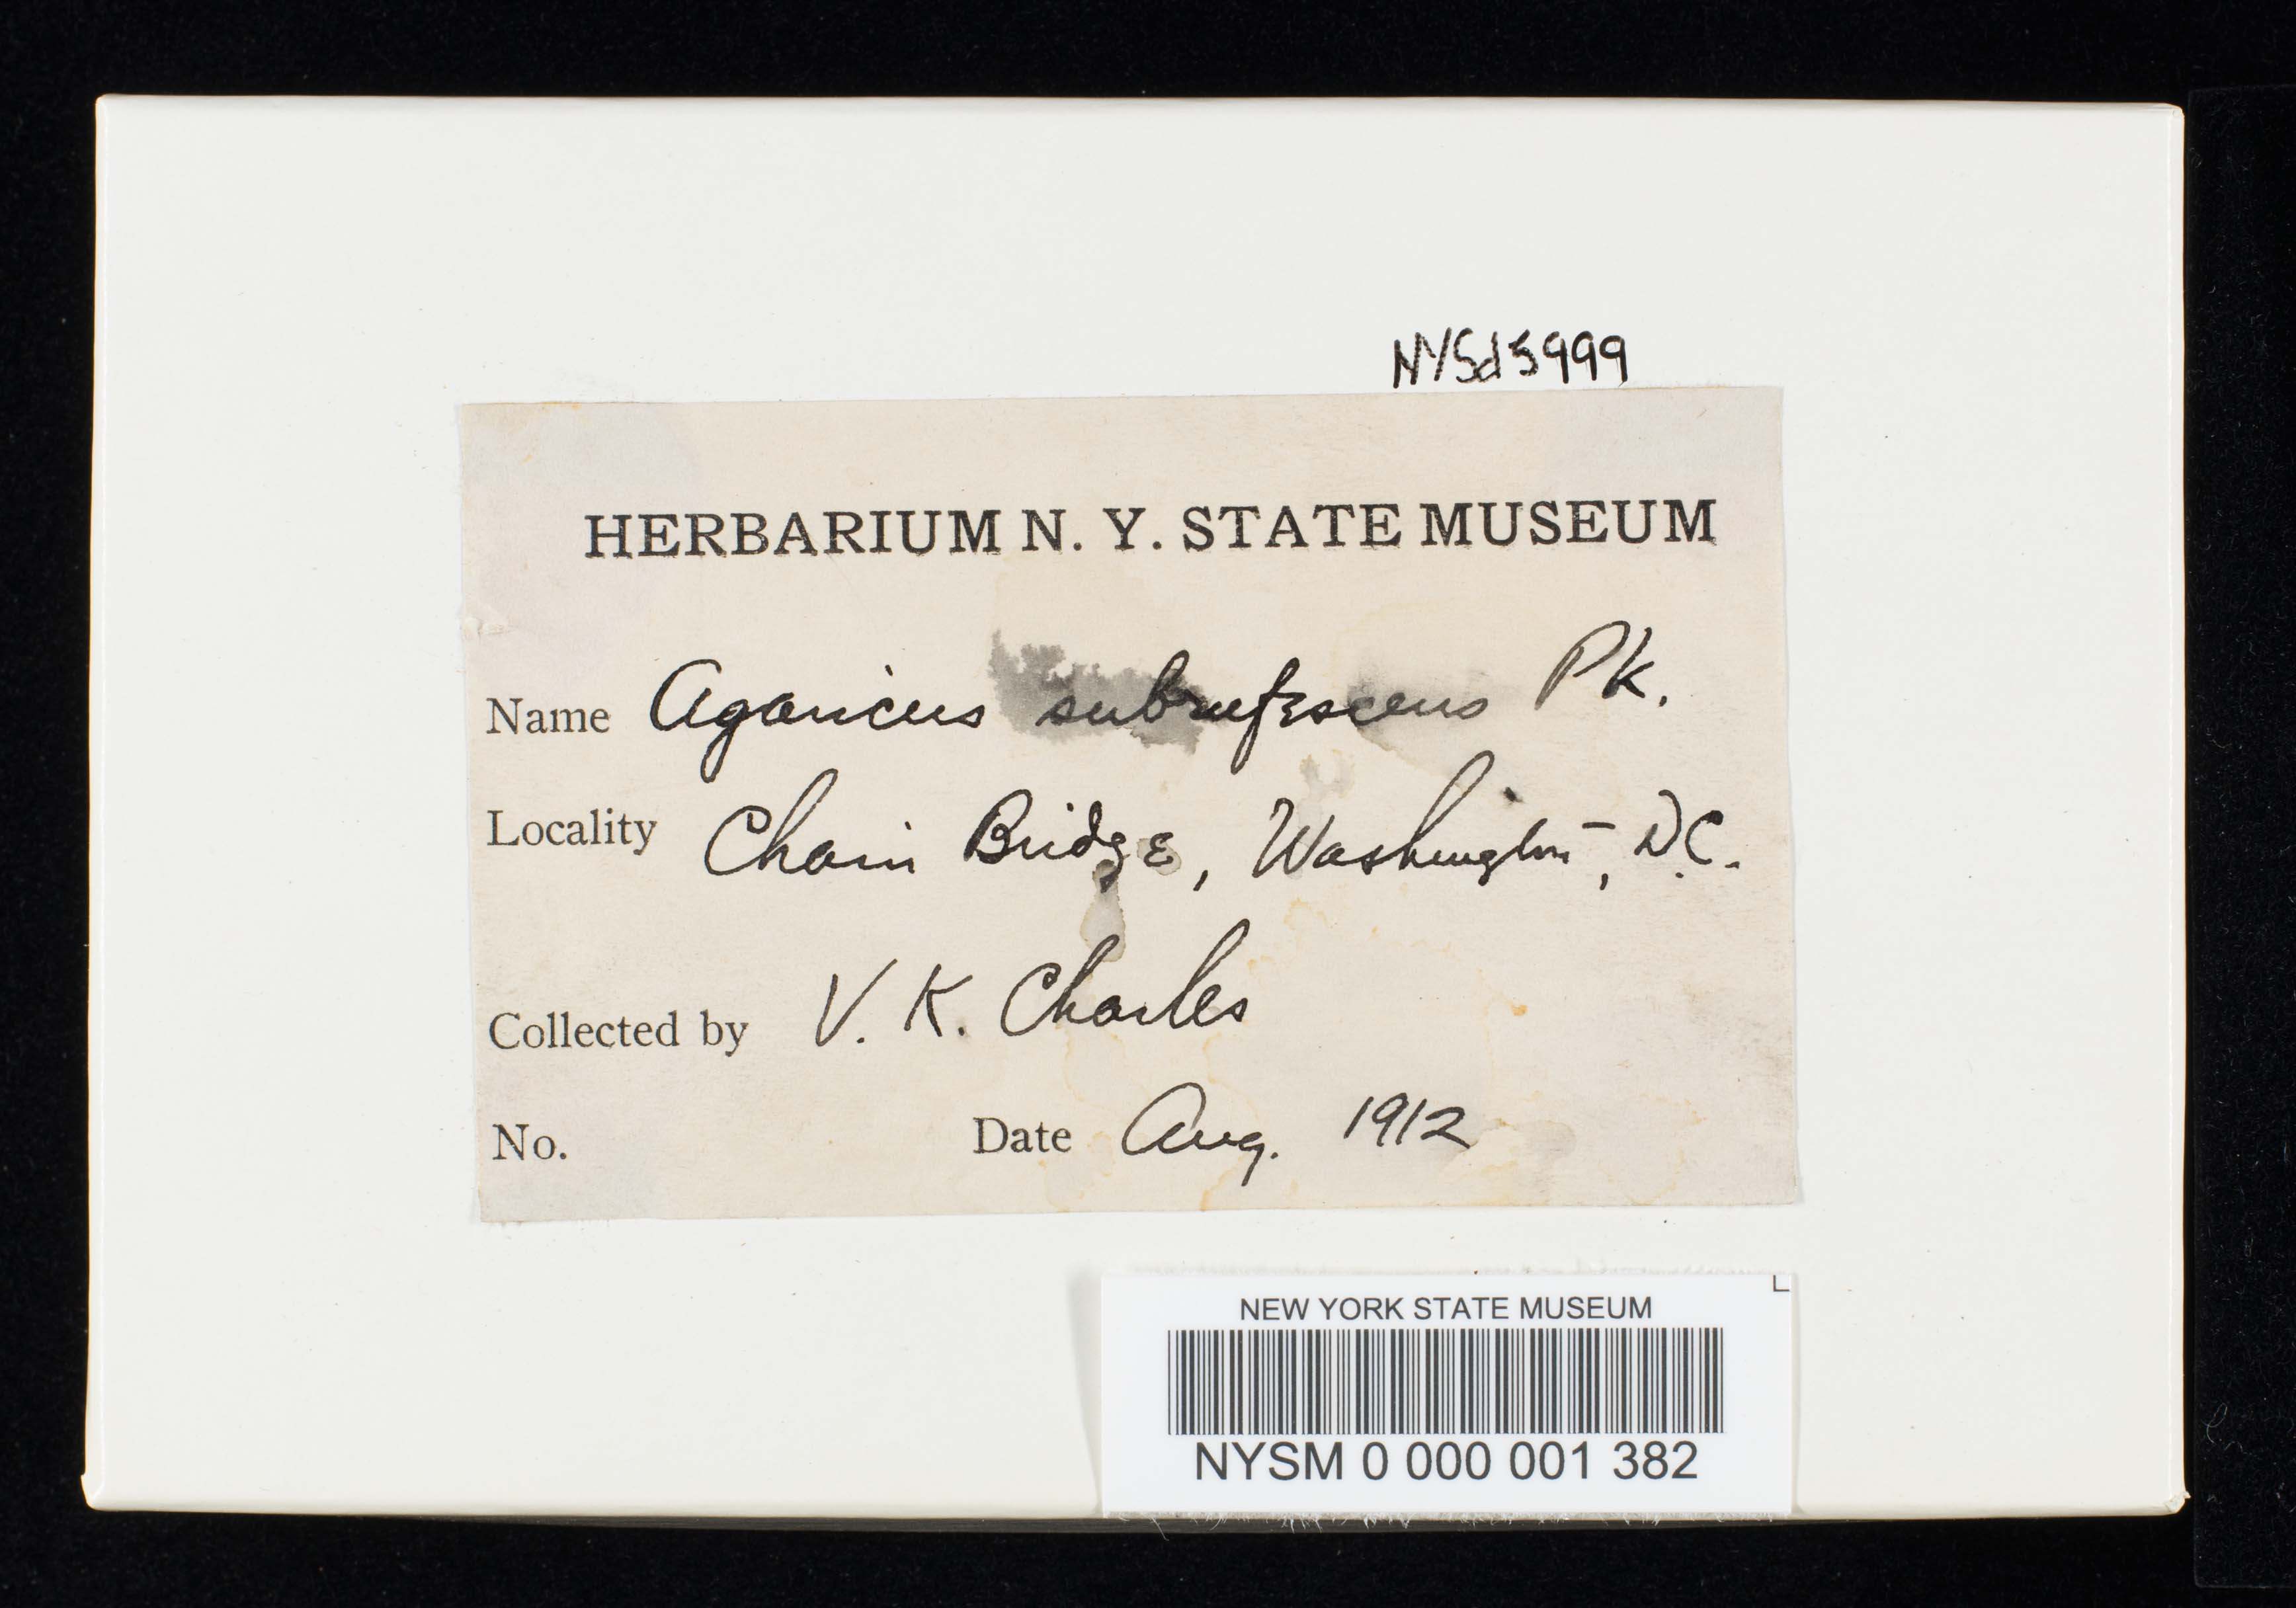 NYSd5999
HERBARIUM N. Y. STATE MUSEUM
Name Agaricus subrufescens Pk.
Locality Chain Bridge, Washington, D.C.
Collected by V. K. Charles
No. Date Aug. 1912
NEW YORK STATE MUSEUM
NYSM 0 000 001 382